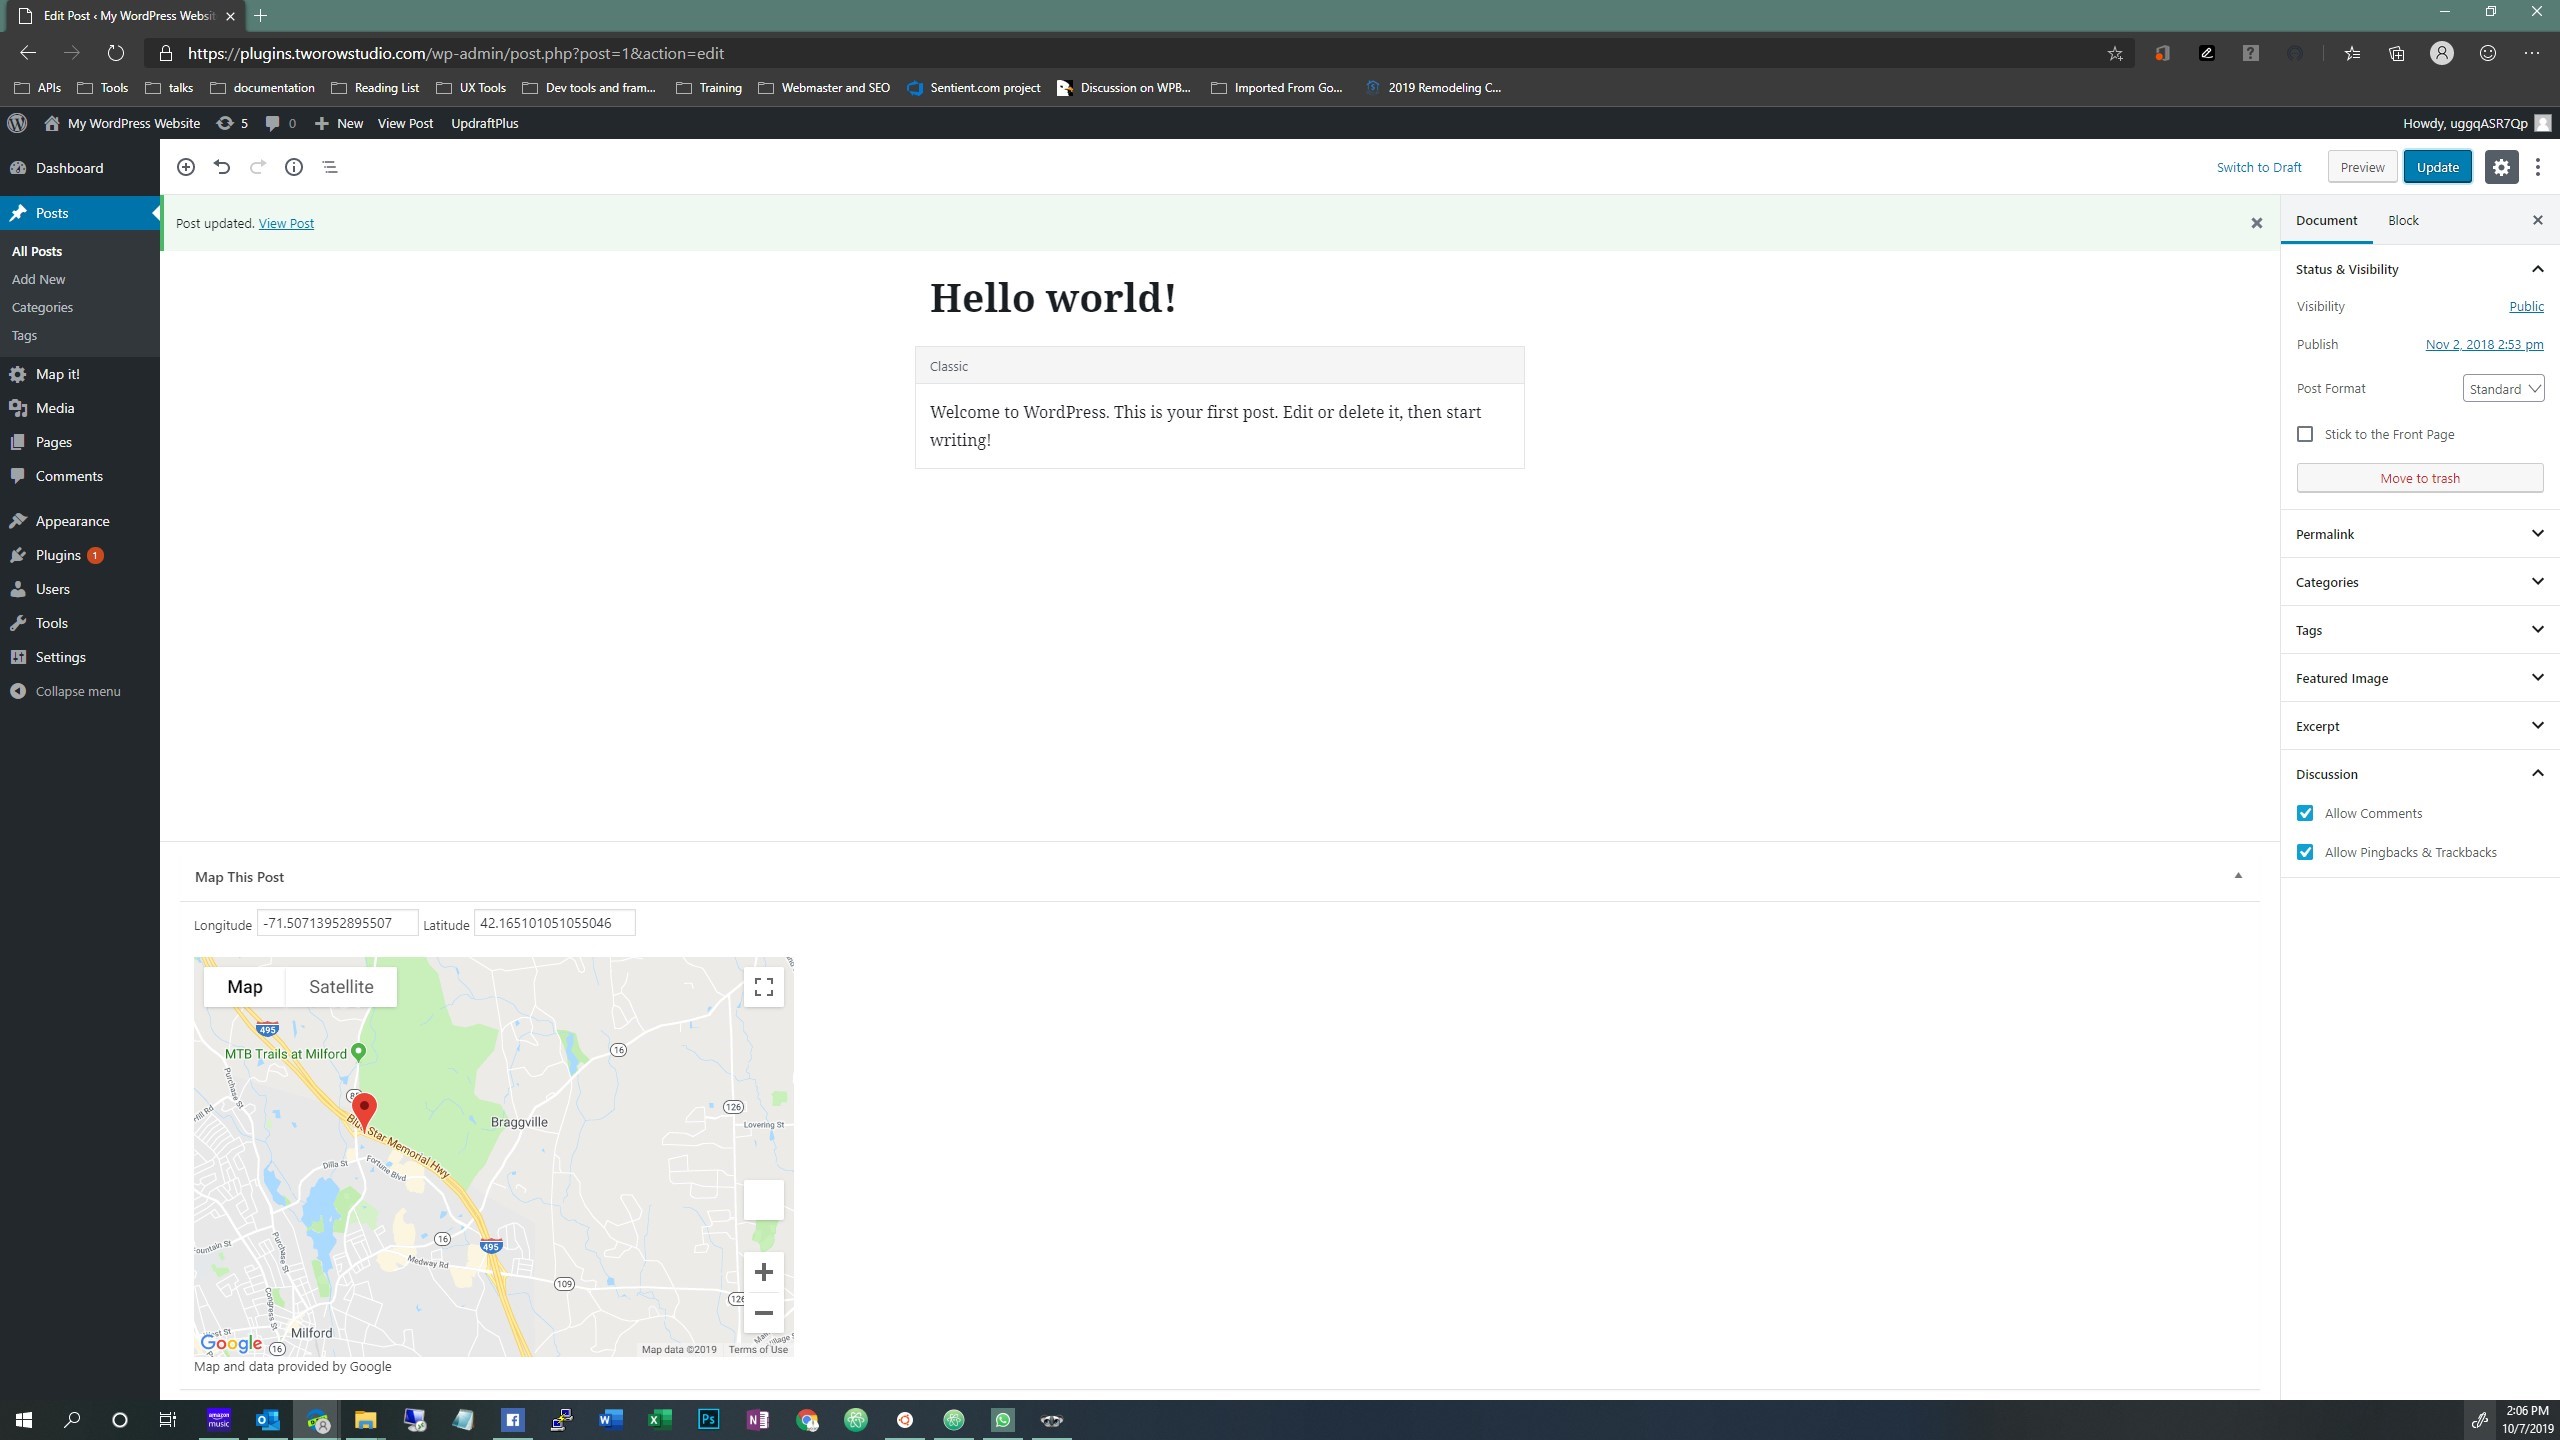 Edit Post ‹ My WordPress Websit
https://plugins.tworowstudio.com/wp-admin/post.php?post=1&action=edit
APIs Tools talks documentation Reading List UX Tools Dev tools and fram... Training Webmaster and SEO Sentient.com project Discussion on WPB... Imported From Go... 2019 Remodeling C...
My WordPress Website 5 0 New View Post UpdraftPlus Howdy, uggqASR7Qp
Dashboard
Posts
All Posts
Add New
Categories
Tags
Map it!
Media
Pages
Comments
Appearance
Plugins 1
Users
Tools
Settings
Collapse menu
Switch to Draft Preview Update
Post updated. View Post
Hello world!
Classic
Welcome to WordPress. This is your first post. Edit or delete it, then start
writing!
Document Block
Status & Visibility
Visibility Public
Publish Nov 2, 2018 2:53 pm
Post Format Standard
Stick to the Front Page
Move to trash
Permalink
Categories
Tags
Featured Image
Excerpt
Discussion
Allow Comments
Allow Pingbacks & Trackbacks
Map This Post
Longitude -71.50713952895507 Latitude 42.165101051055046
Map Satellite
495
MTB Trails at Milford
16
Purchase St
126
Braggville
Lovering St
Star Memorial Hwy
Dilla St
Fortune Blvd
Purchase St
16
495
Medway Rd
109
Congress St
Milford
Google
16
Map data ©2019 Terms of Use
Map and data provided by Google
amazon music
Ps
2:06 PM
10/7/2019